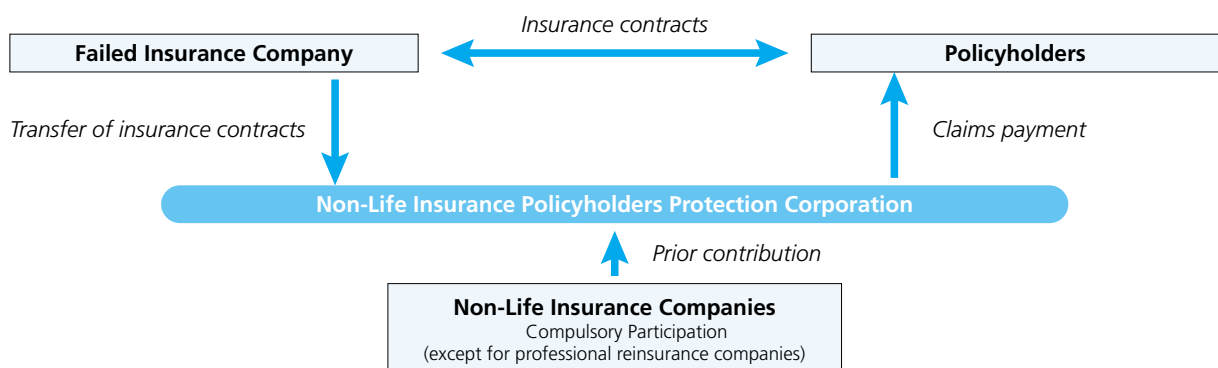 Insurance contracts
Failed Insurance Company
Policyholders
Transfer of insurance contracts
Claims payment
Non-Life Insurance Policyholders Protection Corporation
Prior contribution
Non-Life Insurance Companies
Compulsory Participation
(except for professional reinsurance companies)